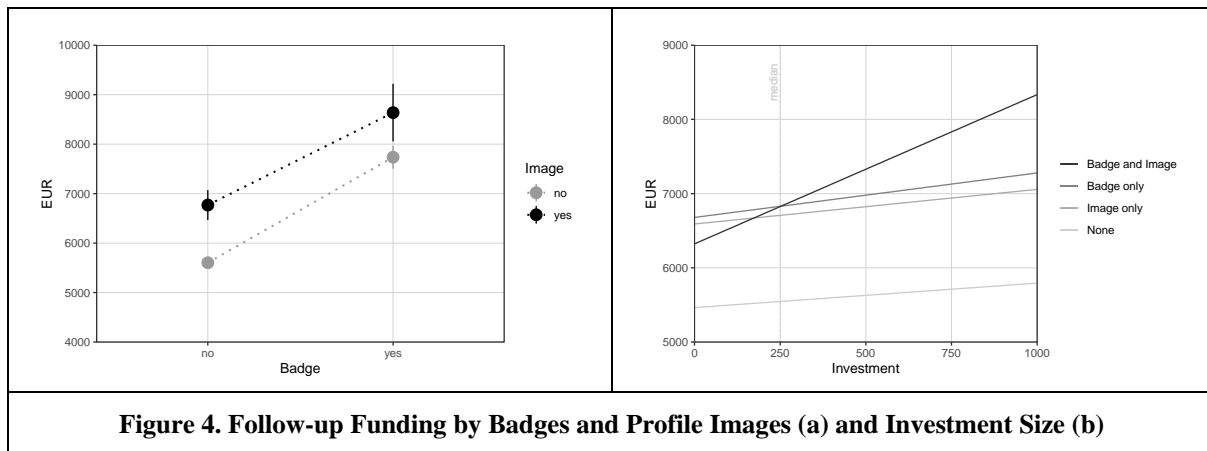 10000
9000
8000
7000
6000
5000
4000
EUR
no
yes
Badge
Image
no
yes
9000
8000
7000
6000
5000
EUR
median
0
250
500
750
1000
Investment
Badge and Image
Badge only
Image only
None
Figure 4. Follow-up Funding by Badges and Profile Images (a) and Investment Size (b)